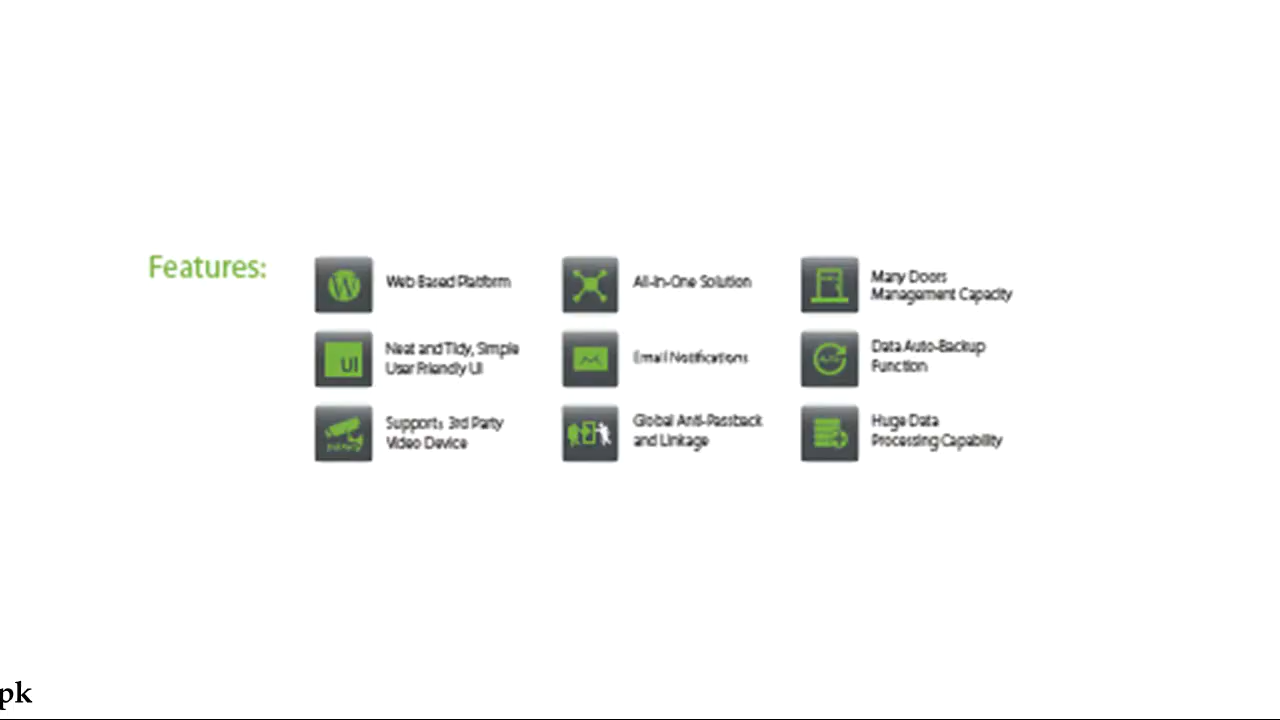 Features:
Web Based Platform
All-In-One Solution
Many Doors
Management Capacity
UI
Neat and Tidy, Simple
User Friendly UI
Email Notifications
Data Auto-Backup
Function
Supports 3rd Party
Video Device
Global Anti-Passback
and Linkage
Huge Data
Processing Capability
pk